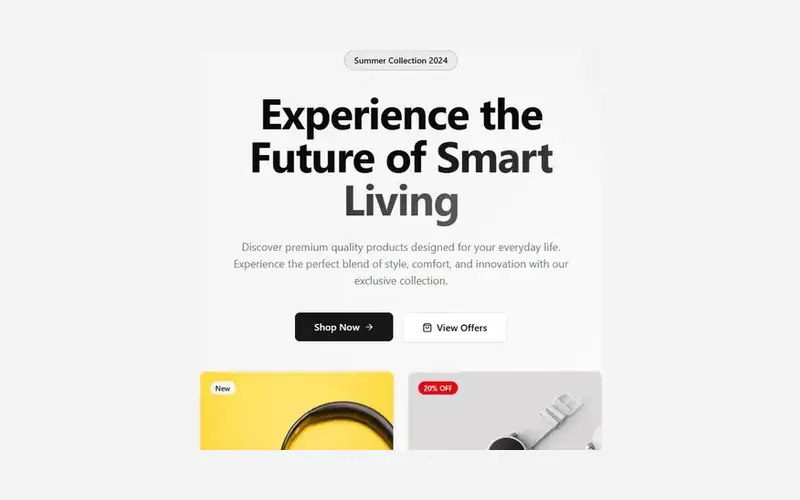 Summer Collection 2024
Experience the
Future of Smart
Living
Discover premium quality products designed for your everyday life.
Experience the perfect blend of style, comfort, and innovation with our
exclusive collection.
Shop Now
View Offers
New
20% OFF